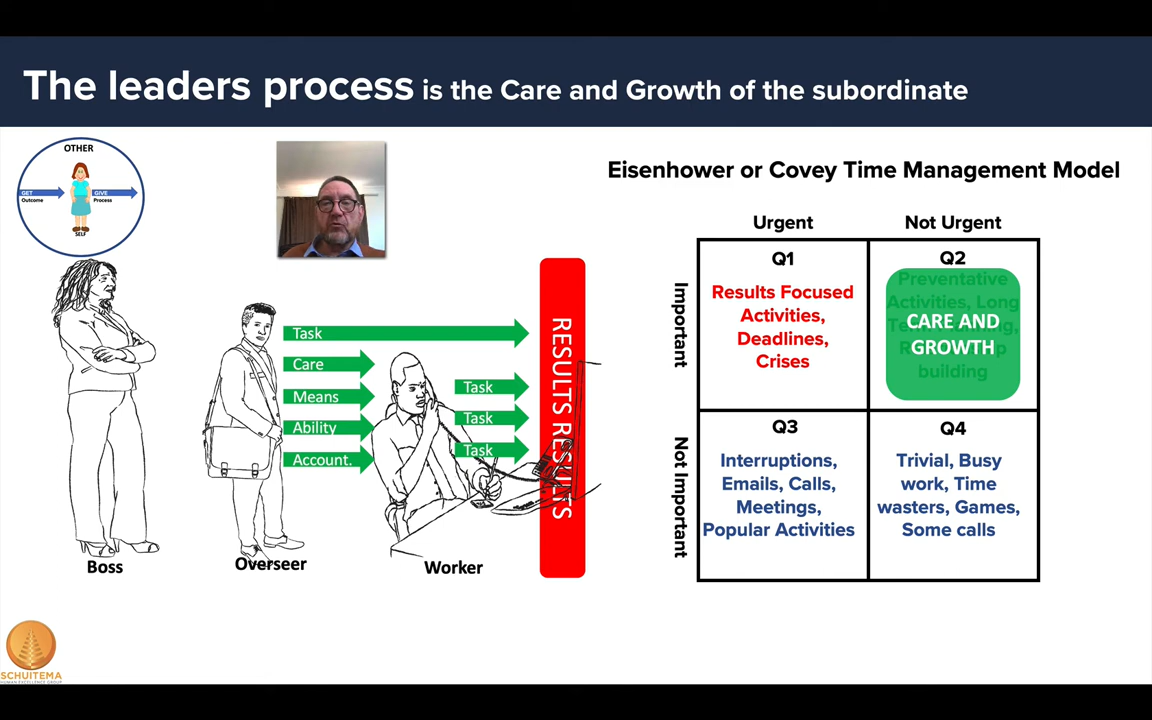 The leaders process is the Care and Growth of the subordinate
OTHER
GET
Outcome
GIVE
Process
SELF
Boss
Overseer
Worker
Task
Care
Means
Ability
Account.
Task
Task
Task
RESULTS RESULTS
Eisenhower or Covey Time Management Model
Urgent
Not Urgent
Important
Not Important
Q1
Results Focused
Activities,
Deadlines,
Crises
Q2
Preventative
Activities, Long
CARE AND
GROWTH
building
Q3
Interruptions,
Emails, Calls,
Meetings,
Popular Activities
Q4
Trivial, Busy
work, Time
wasters, Games,
Some calls
SCHUITEMA
HUMAN EXCELLENCE GROUP